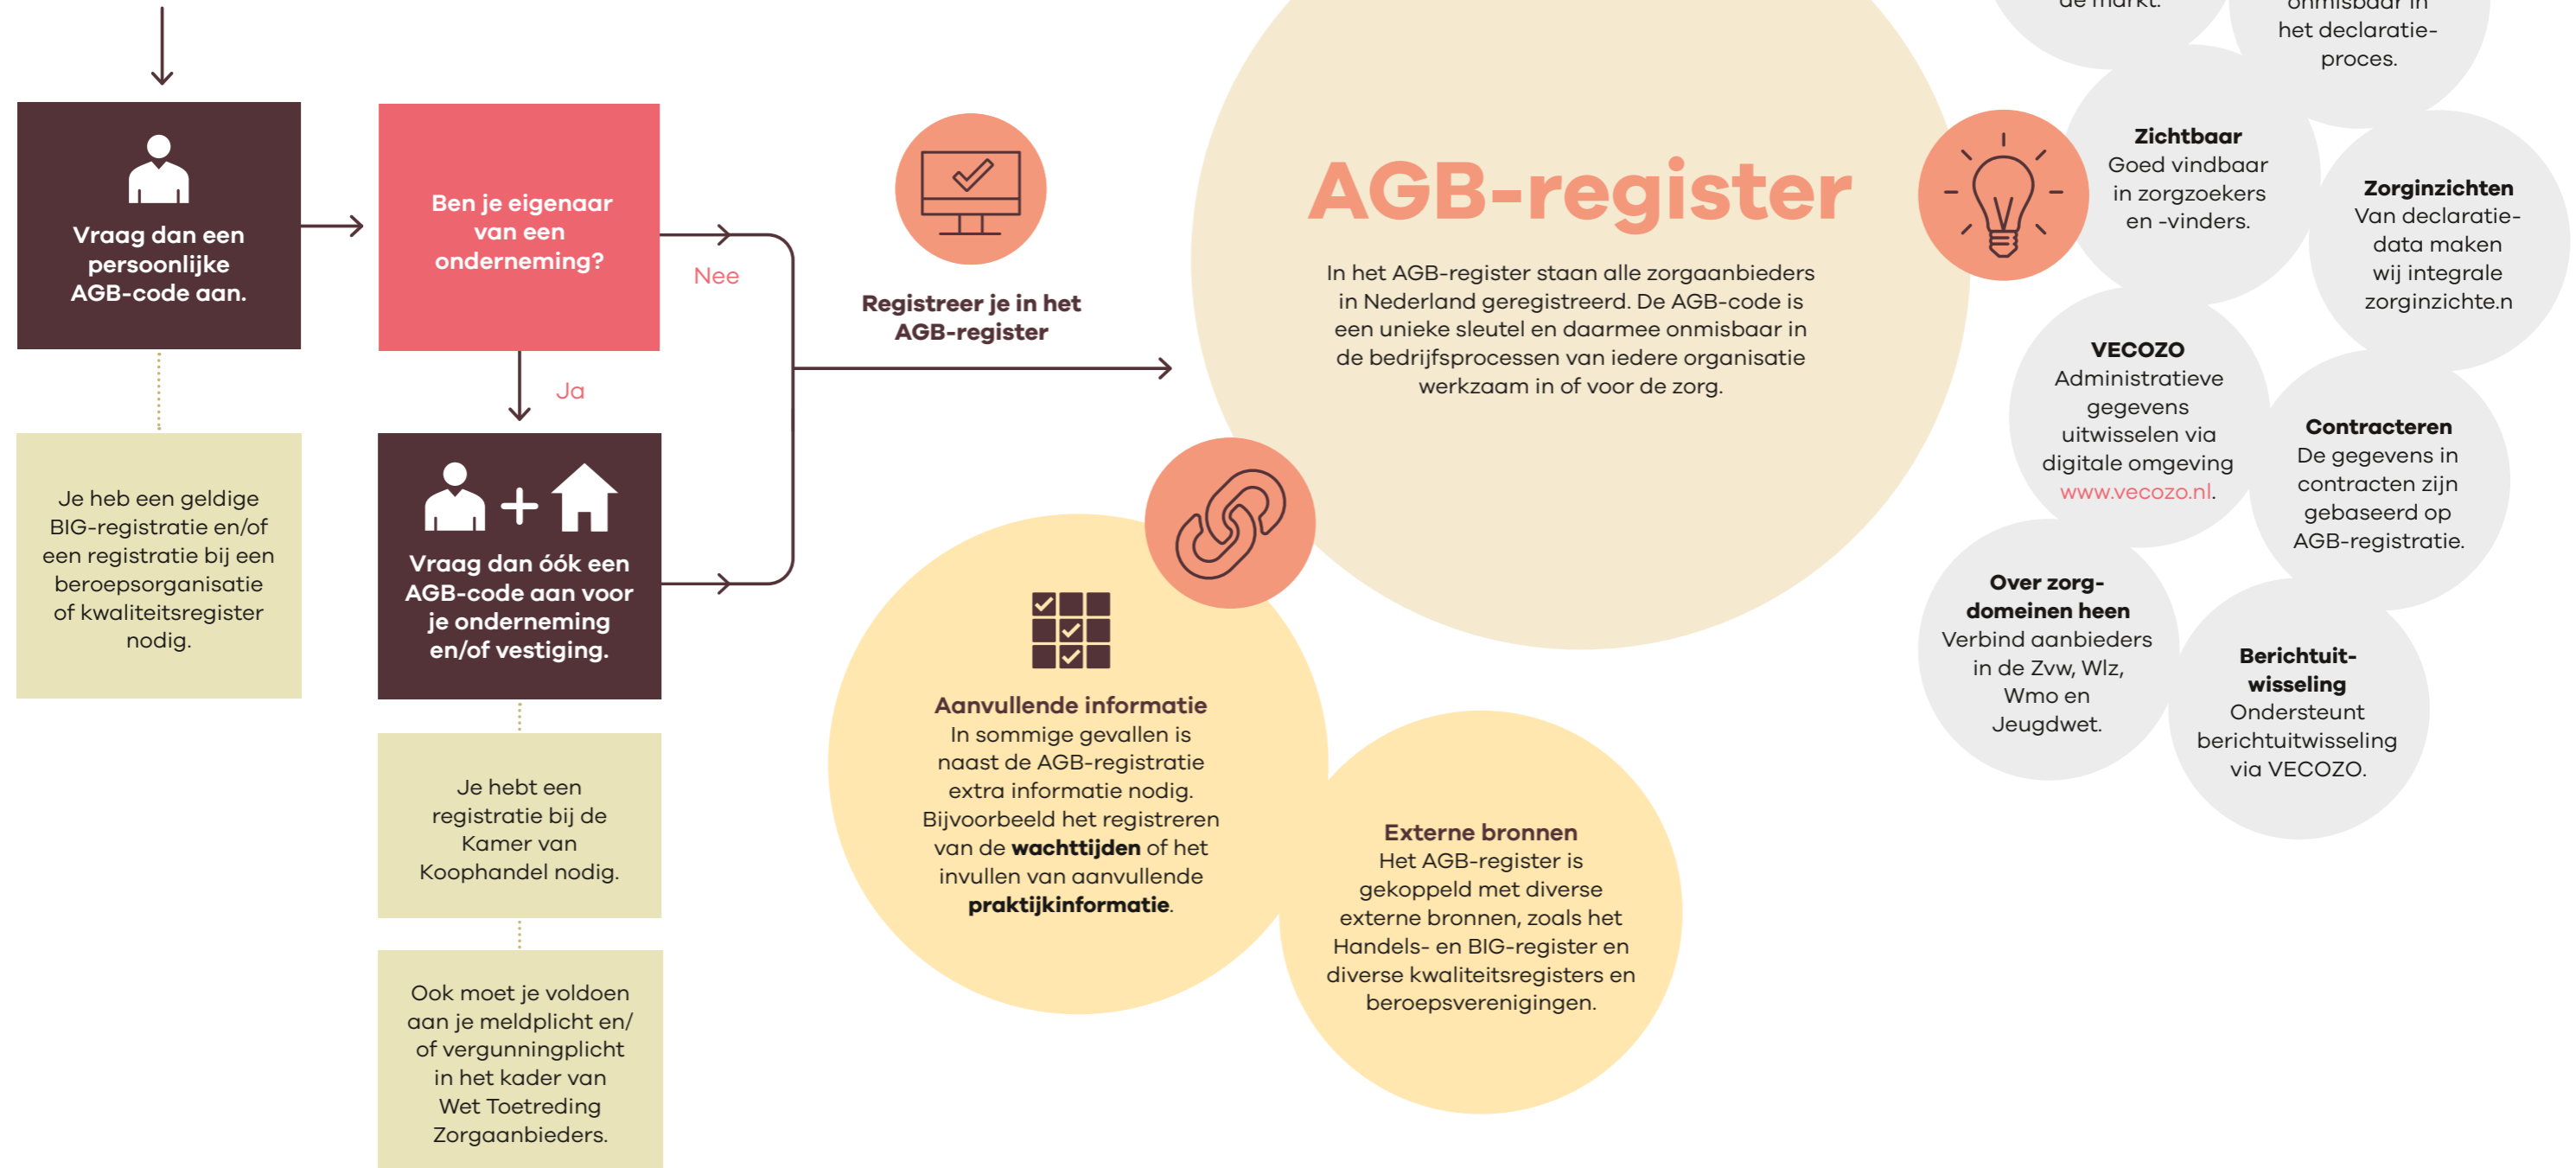 Vraag dan een
persoonlijke
AGB-code aan.
Je heb een geldige
BIG-registratie en/of
een registratie bij een
beroepsorganisatie
of kwaliteitsregister
nodig.
Ben je eigenaar
van een
onderneming?
Nee
Ja
Vraag dan óók een
AGB-code aan voor
je onderneming
en/of vestiging.
Je hebt een
registratie bij de
Kamer van
Koophandel nodig.
Ook moet je voldoen
aan je meldplicht en/
of vergunningplicht
in het kader van
Wet Toetreding
Zorgaanbieders.
Registreer je in het
AGB-register
AGB-register
In het AGB-register staan alle zorgaanbieders
in Nederland geregistreerd. De AGB-code is
een unieke sleutel en daarmee onmisbaar in
de bedrijfsprocessen van iedere organisatie
werkzaam in of voor de zorg.
Aanvullende informatie
In sommige gevallen is
naast de AGB-registratie
extra informatie nodig.
Bijvoorbeeld het registreren
van de wachttijden of het
invullen van aanvullende
praktijkinformatie.
Externe bronnen
Het AGB-register is
gekoppeld met diverse
externe bronnen, zoals het
Handels- en BIG-register en
diverse kwaliteitsregisters en
beroepsverenigingen.
de markt.
onmisbaar in
het declaratie-
proces.
Zichtbaar
Goed vindbaar
in zorgzoekers
en -vinders.
Zorginzichten
Van declaratie-
data maken
wij integrale
zorginzichte.n
VECOZO
Administratieve
gegevens
uitwisselen via
digitale omgeving
www.vecozo.nl.
Contracteren
De gegevens in
contracten zijn
gebaseerd op
AGB-registratie.
Over zorg-
domeinen heen
Verbind aanbieders
in de Zvw, Wlz,
Wmo en
Jeugdwet.
Berichtuit-
wisseling
Ondersteunt
berichtuitwisseling
via VECOZO.